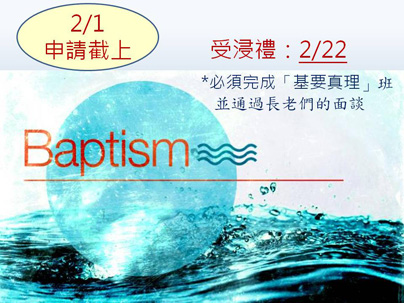 2/1
申請截上
受浸禮：2/22
*必須完成「基要真理」班
並通過長老們的面談
Baptism